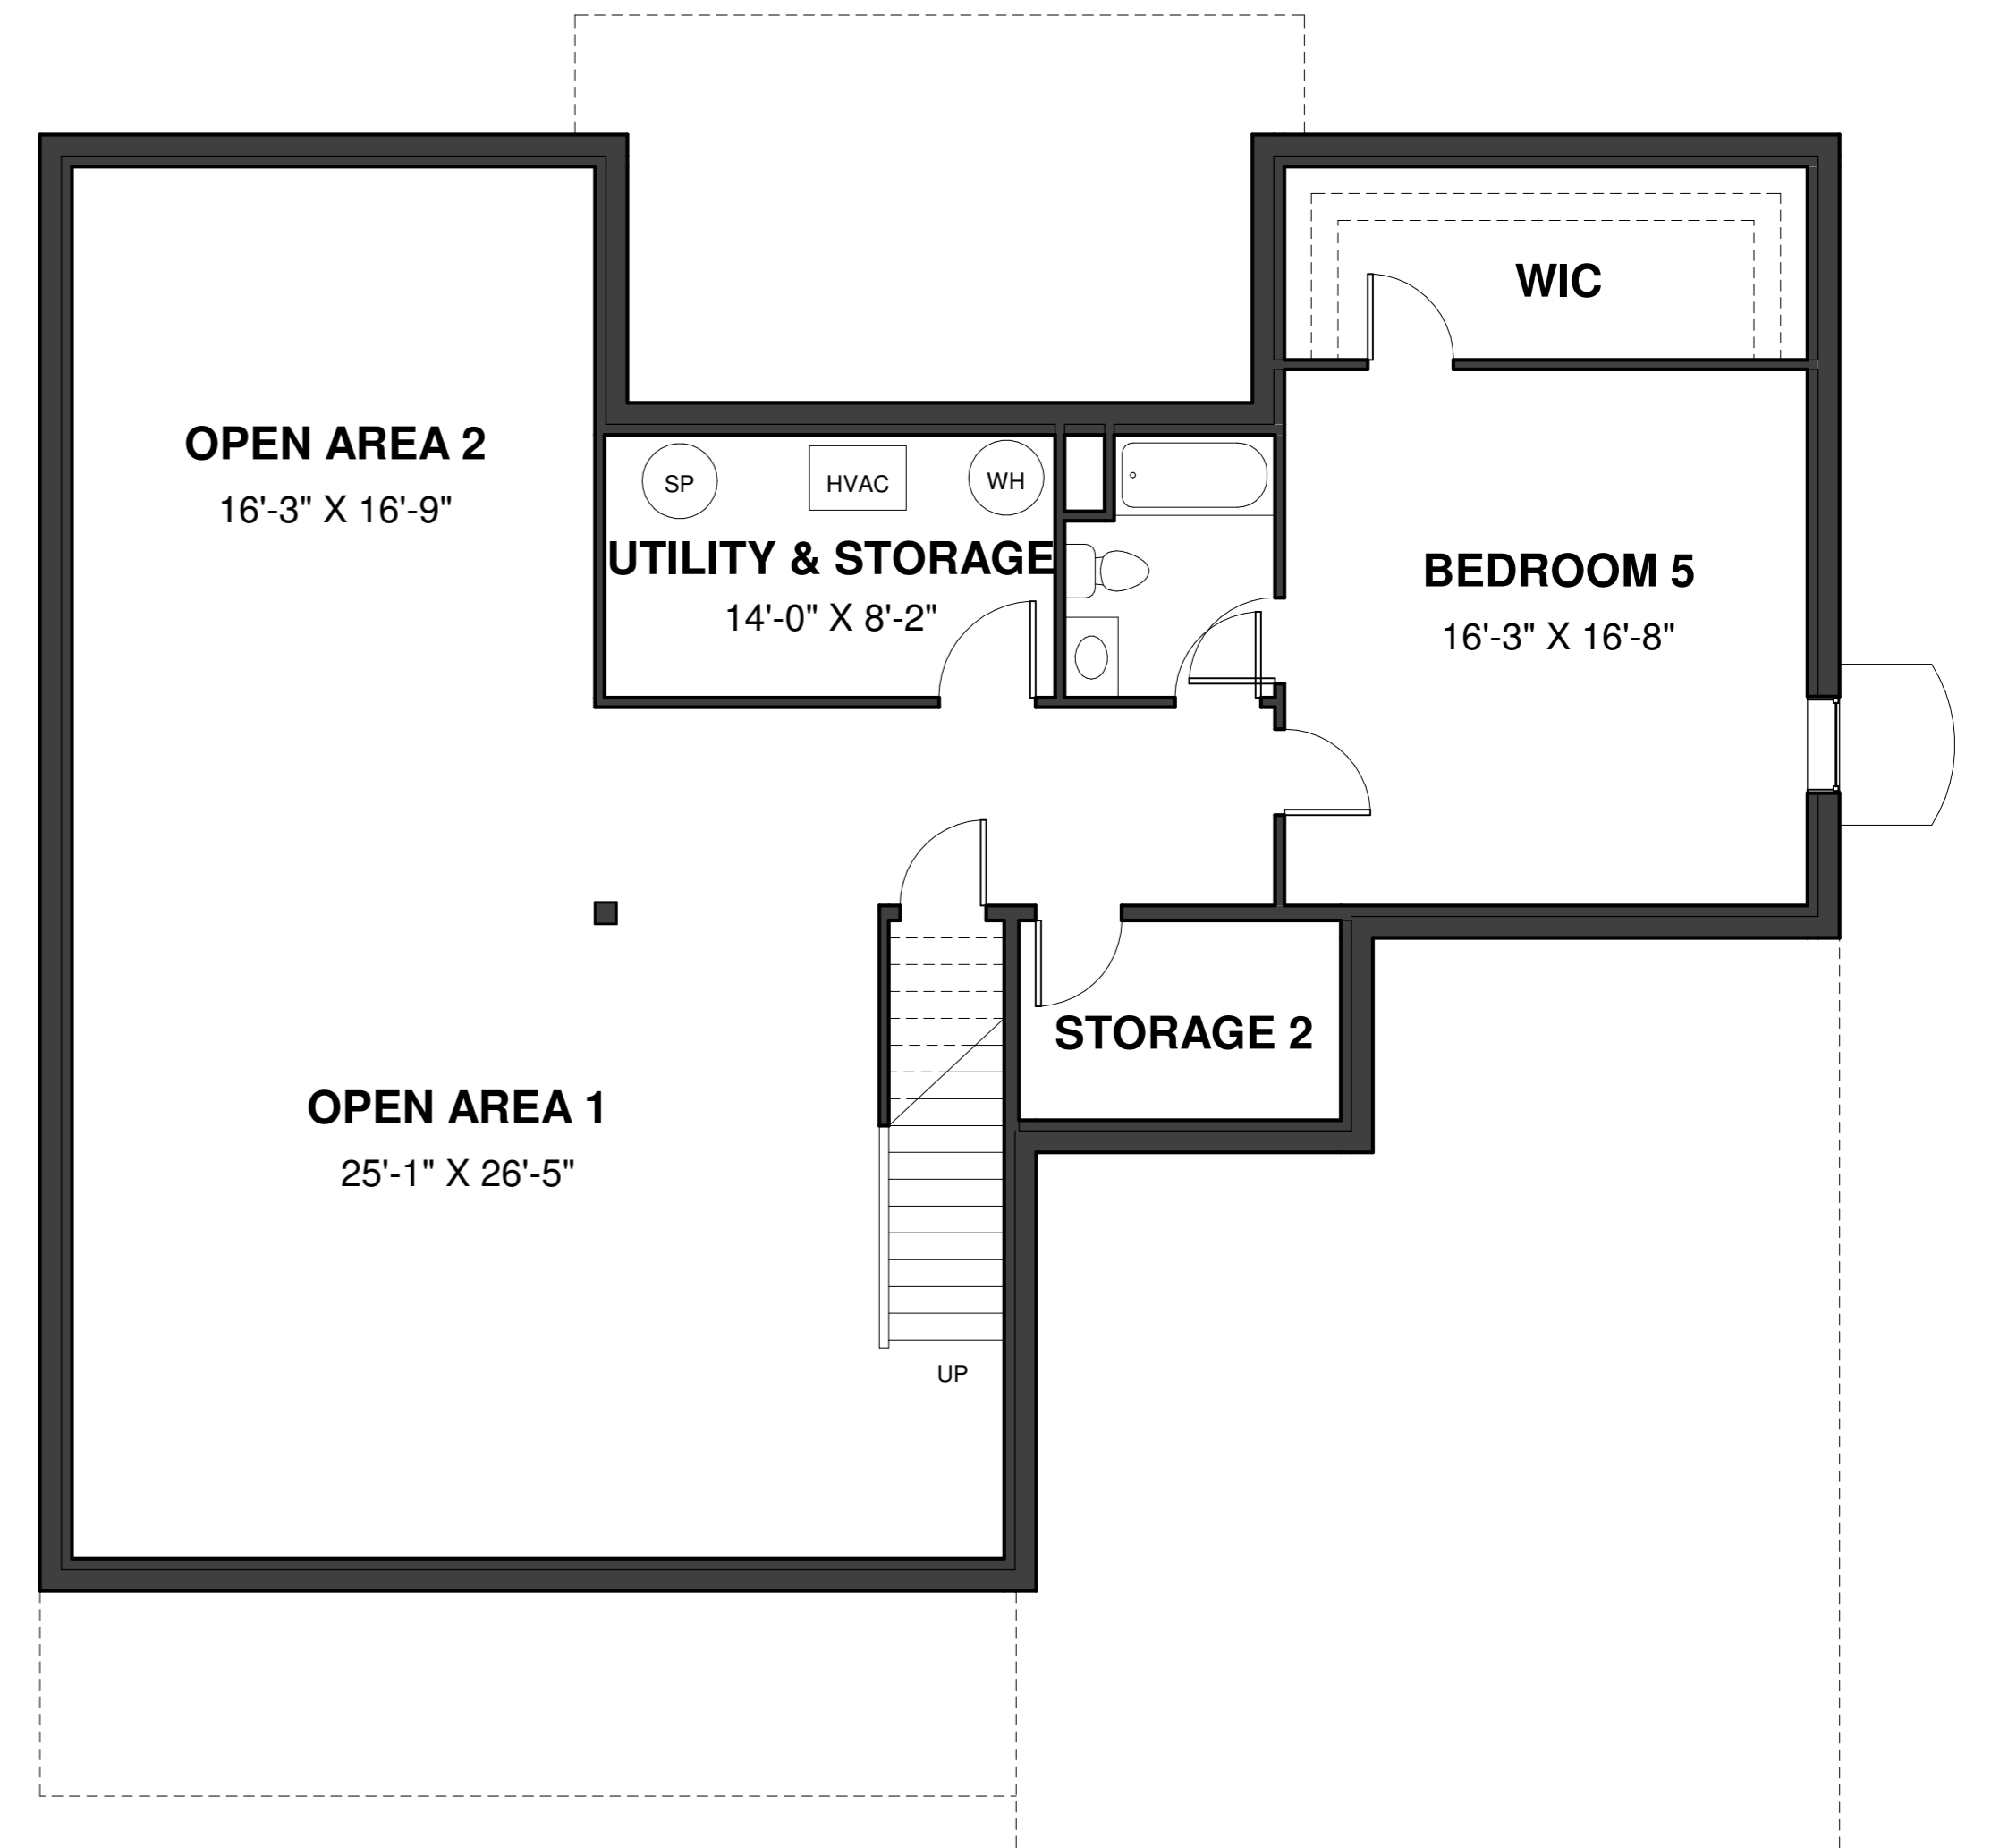 WIC
OPEN AREA 2
16'-3" X 16'-9"
SP
HVAC
WH
UTILITY & STORAGE
14'-0" X 8'-2"
BEDROOM 5
16'-3" X 16'-8"
STORAGE 2
OPEN AREA 1
25'-1" X 26'-5"
UP